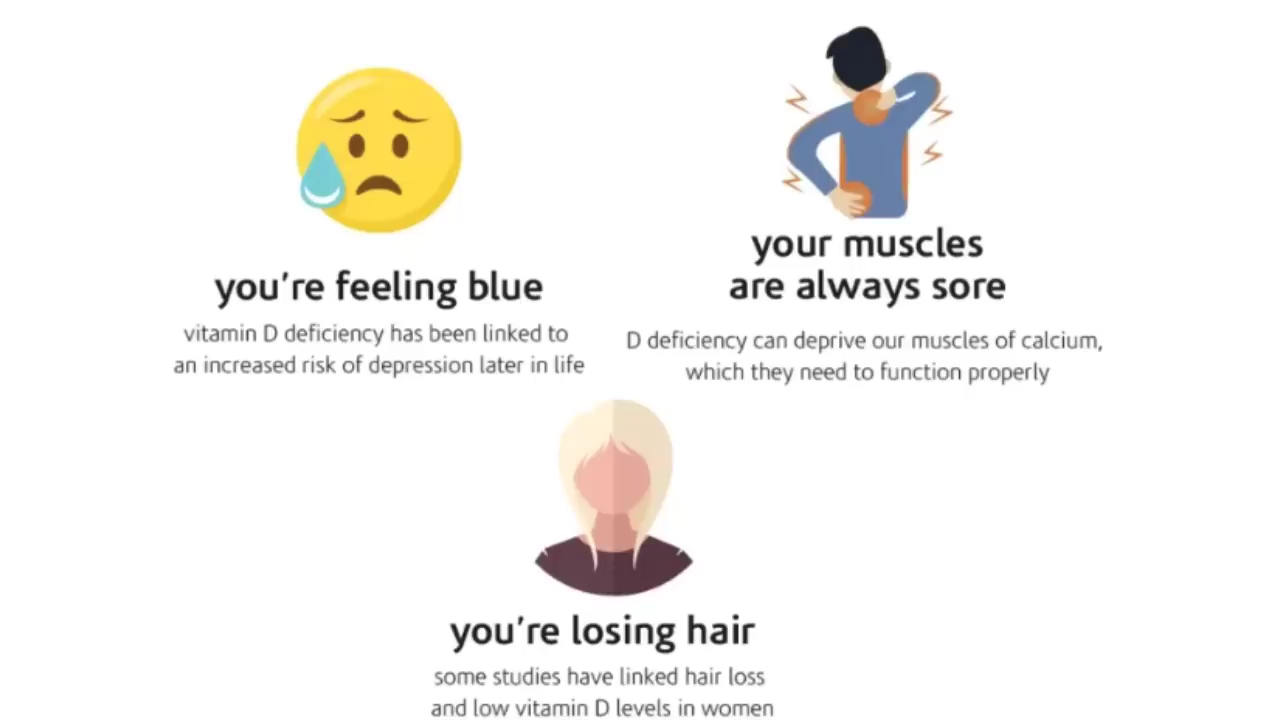 you're feeling blue
vitamin D deficiency has been linked to
an increased risk of depression later in life
your muscles
are always sore
D deficiency can deprive our muscles of calcium,
which they need to function properly
you're losing hair
some studies have linked hair loss
and low vitamin D levels in women